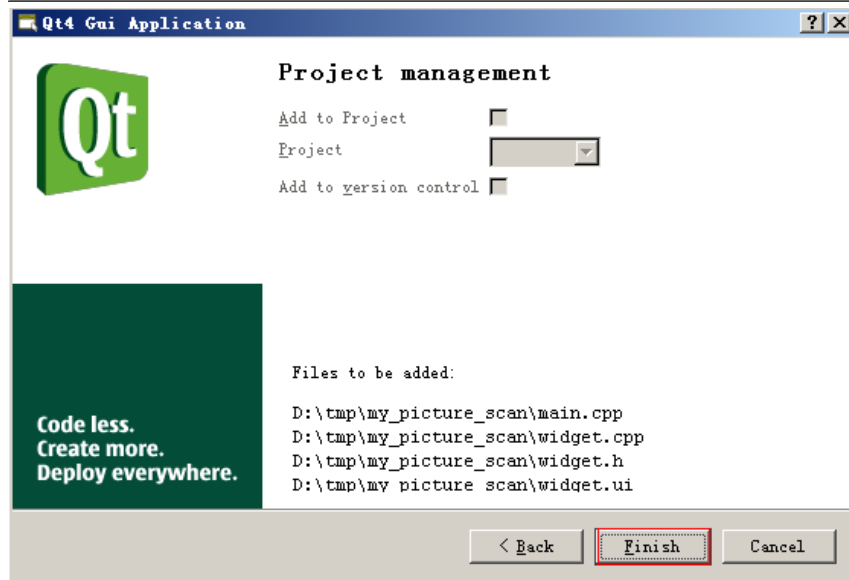 Qt4 Gui Application
Qt
Project management
Add to Project
Project
Add to version control
Files to be added:
D:\tmp\my_picture_scan\main.cpp
D:\tmp\my_picture_scan\widget.cpp
D:\tmp\my_picture_scan\widget.h
D:\tmp\my_picture_scan\widget.ui
Code less.
Create more.
Deploy everywhere.
< Back
Finish
Cancel